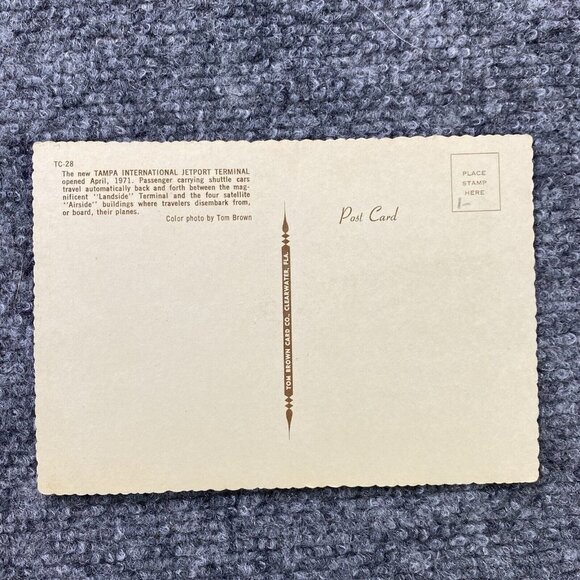 TC-28
The new TAMPA INTERNATIONAL JETPORT TERMINAL
opened April, 1971. Passenger carrying shuttle cars
travel automatically back and forth between the mag-
nificent "Landside" Terminal and the four satellite
"Airside" buildings where travelers disembark from,
or board, their planes.
Color photo by Tom Brown
TOM BROWN CARD CO., CLEARWATER, FLA.
Post Card
PLACE
STAMP
HERE